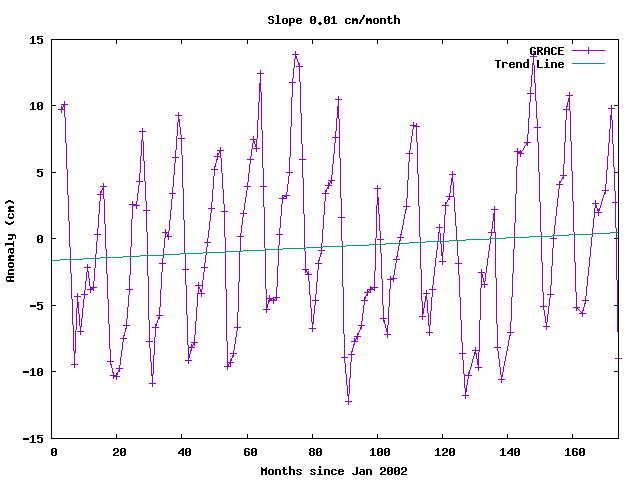 Slope 0.01 cm/month
GRACE
Trend Line
Anomaly (cm)
15
10
5
0
-5
-10
-15
0 20 40 60 80 100 120 140 160
Months since Jan 2002